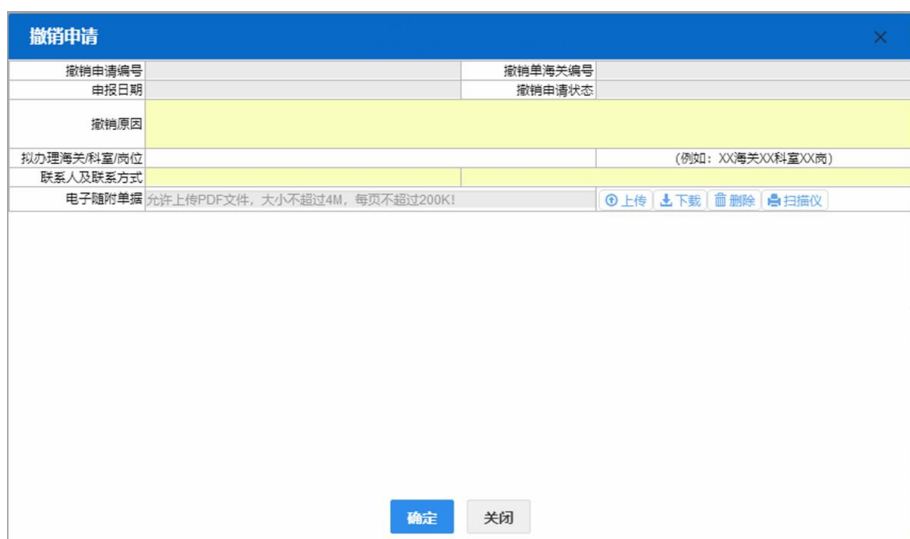 撤销申请
撤销申请编号 撤销单海关编号
申报日期 撤销申请状态
撤销原因
拟办理海关/科室/岗位 (例如：XX海关XX科室XX岗)
联系人及联系方式
电子随附单据 允许上传PDF文件，大小不超过4M，每页不超过200K! 上传 下载 删除 扫描仪
确定 关闭